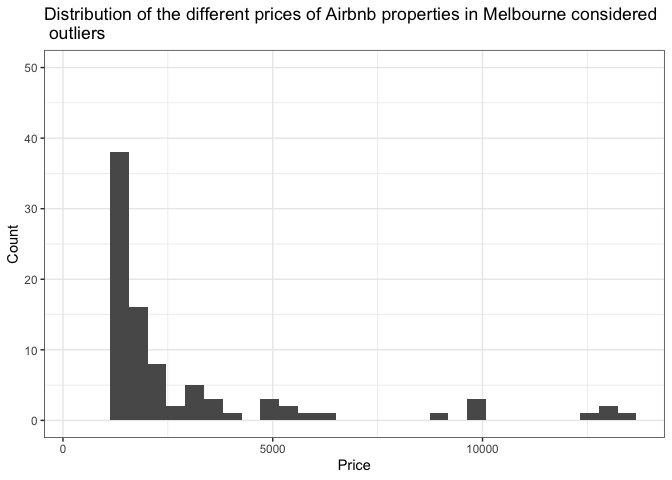 Distribution of the different prices of Airbnb properties in Melbourne considered
outliers
50
40
30
20
10
0
Count
0 5000 10000
Price